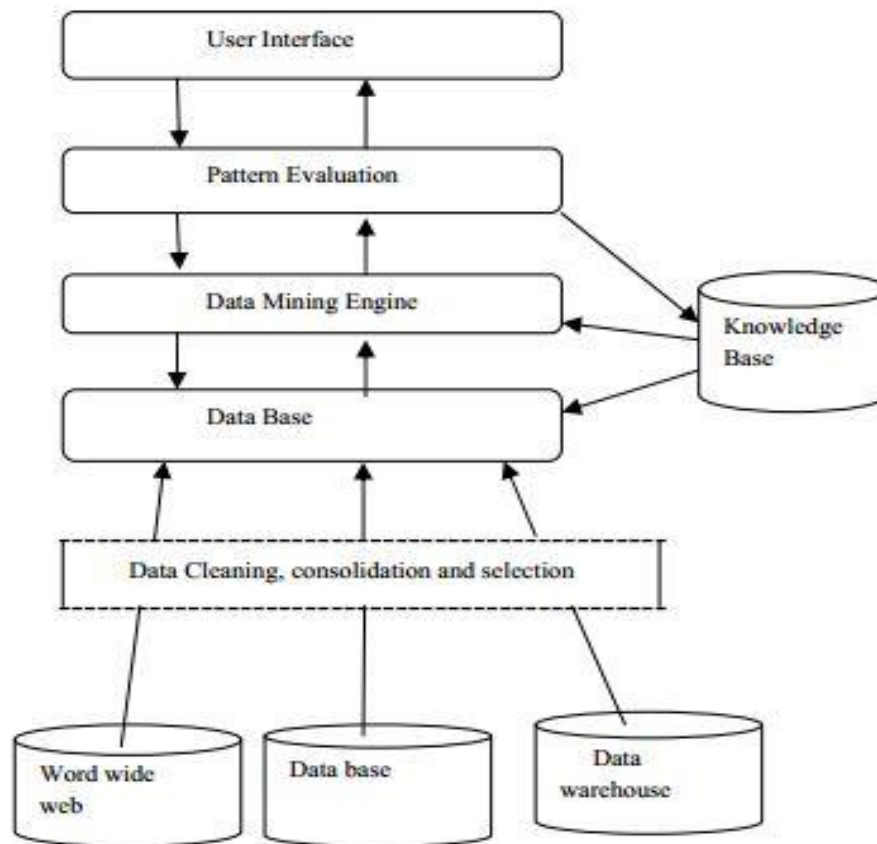 User Interface
Pattern Evaluation
Data Mining Engine
Knowledge
Base
Data Base
Data Cleaning, consolidation and selection
Word wide
web
Data base
Data
warehouse